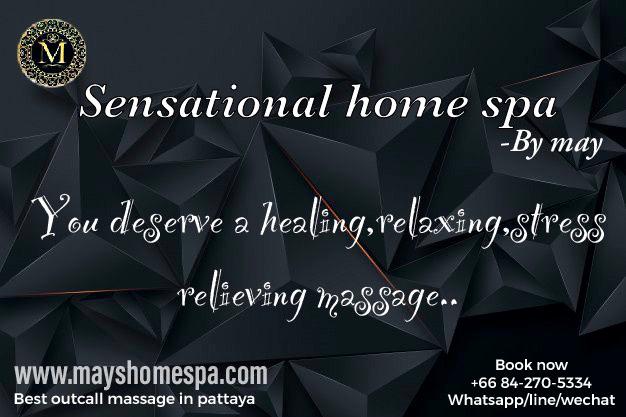 M
Sensational home spa
-By may
You deserve a healing,relaxing,stress
relieving massage..
www.mayshomespa.com
Best outcall massage in pattaya
Book now
+66 84-270-5334
Whatsapp/line/wechat